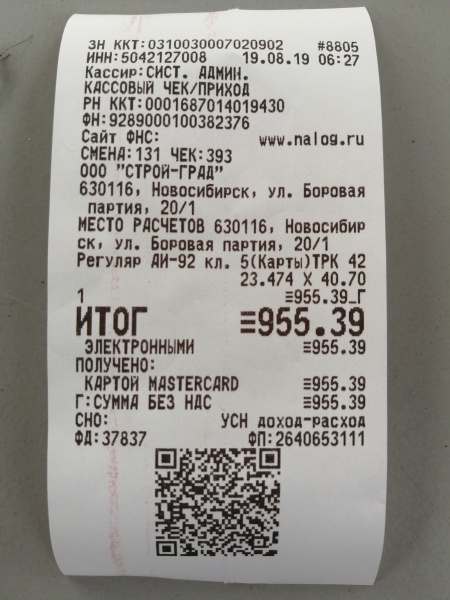 ЗН ККТ:0310030007020902 #8805
ИНН:5042127008 19.08.19 06:27
Кассир:СИСТ. АДМИН.
КАССОВЫЙ ЧЕК/ПРИХОД
РН ККТ:0001687014019430
ФН:9289000100382376
Сайт ФНС: www.nalog.ru
СМЕНА:131 ЧЕК:393
ООО "СТРОЙ-ГРАД"
630116, Новосибирск, ул. Боровая
партия, 20/1
МЕСТО РАСЧЕТОВ 630116, Новосибир
ск, ул. Боровая партия, 20/1
Регуляр АИ-92 кл. 5(Карты)ТРК 42
23.474 X 40.70
1 ≡955.39_Г
ИТОГ ≡955.39
ЭЛЕКТРОННЫМИ ≡955.39
ПОЛУЧЕНО:
КАРТОЙ MASTERCARD ≡955.39
Г:СУММА БЕЗ НДС ≡955.39
СНО: УСН доход-расход
ФД:37837 ФП:2640653111